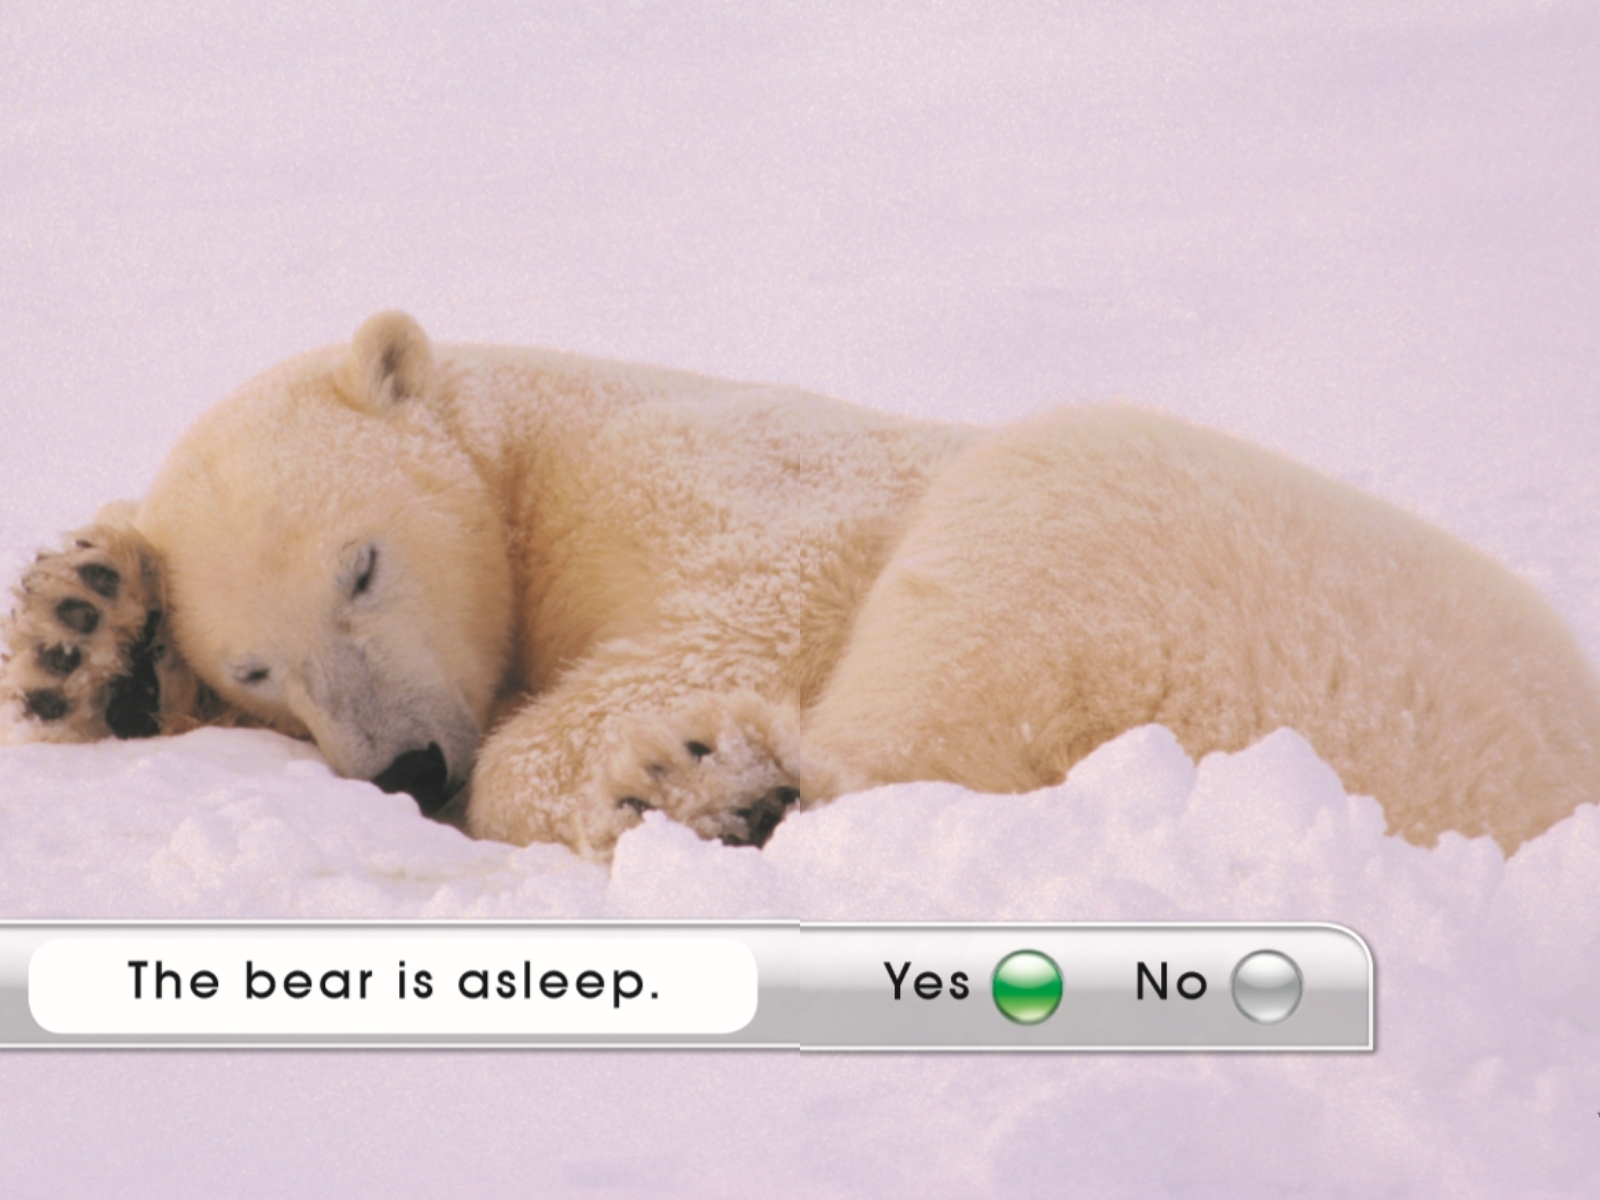 The bear is asleep.
Yes
No